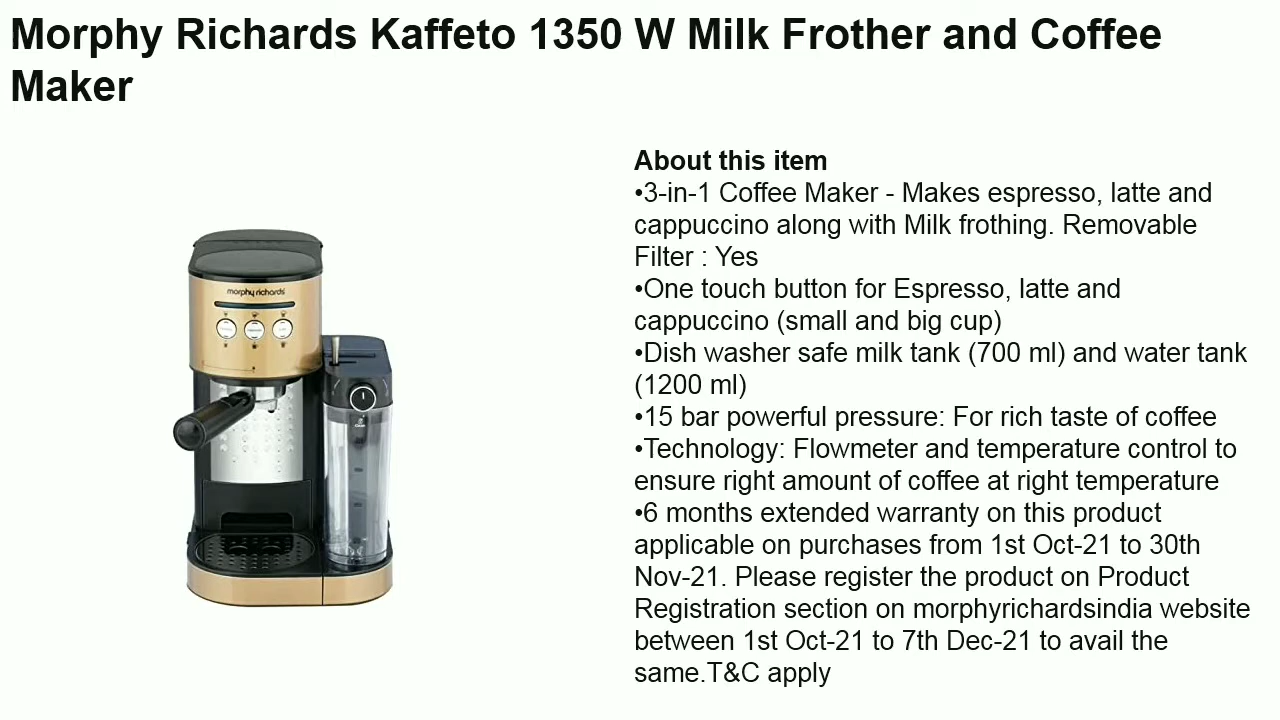 Morphy Richards Kaffeto 1350 W Milk Frother and Coffee
Maker
About this item
•3-in-1 Coffee Maker - Makes espresso, latte and
cappuccino along with Milk frothing. Removable
Filter : Yes
•One touch button for Espresso, latte and
cappuccino (small and big cup)
•Dish washer safe milk tank (700 ml) and water tank
(1200 ml)
•15 bar powerful pressure: For rich taste of coffee
•Technology: Flowmeter and temperature control to
ensure right amount of coffee at right temperature
•6 months extended warranty on this product
applicable on purchases from 1st Oct-21 to 30th
Nov-21. Please register the product on Product
Registration section on morphyrichardsindia website
between 1st Oct-21 to 7th Dec-21 to avail the
same.T&C apply
morphy richards